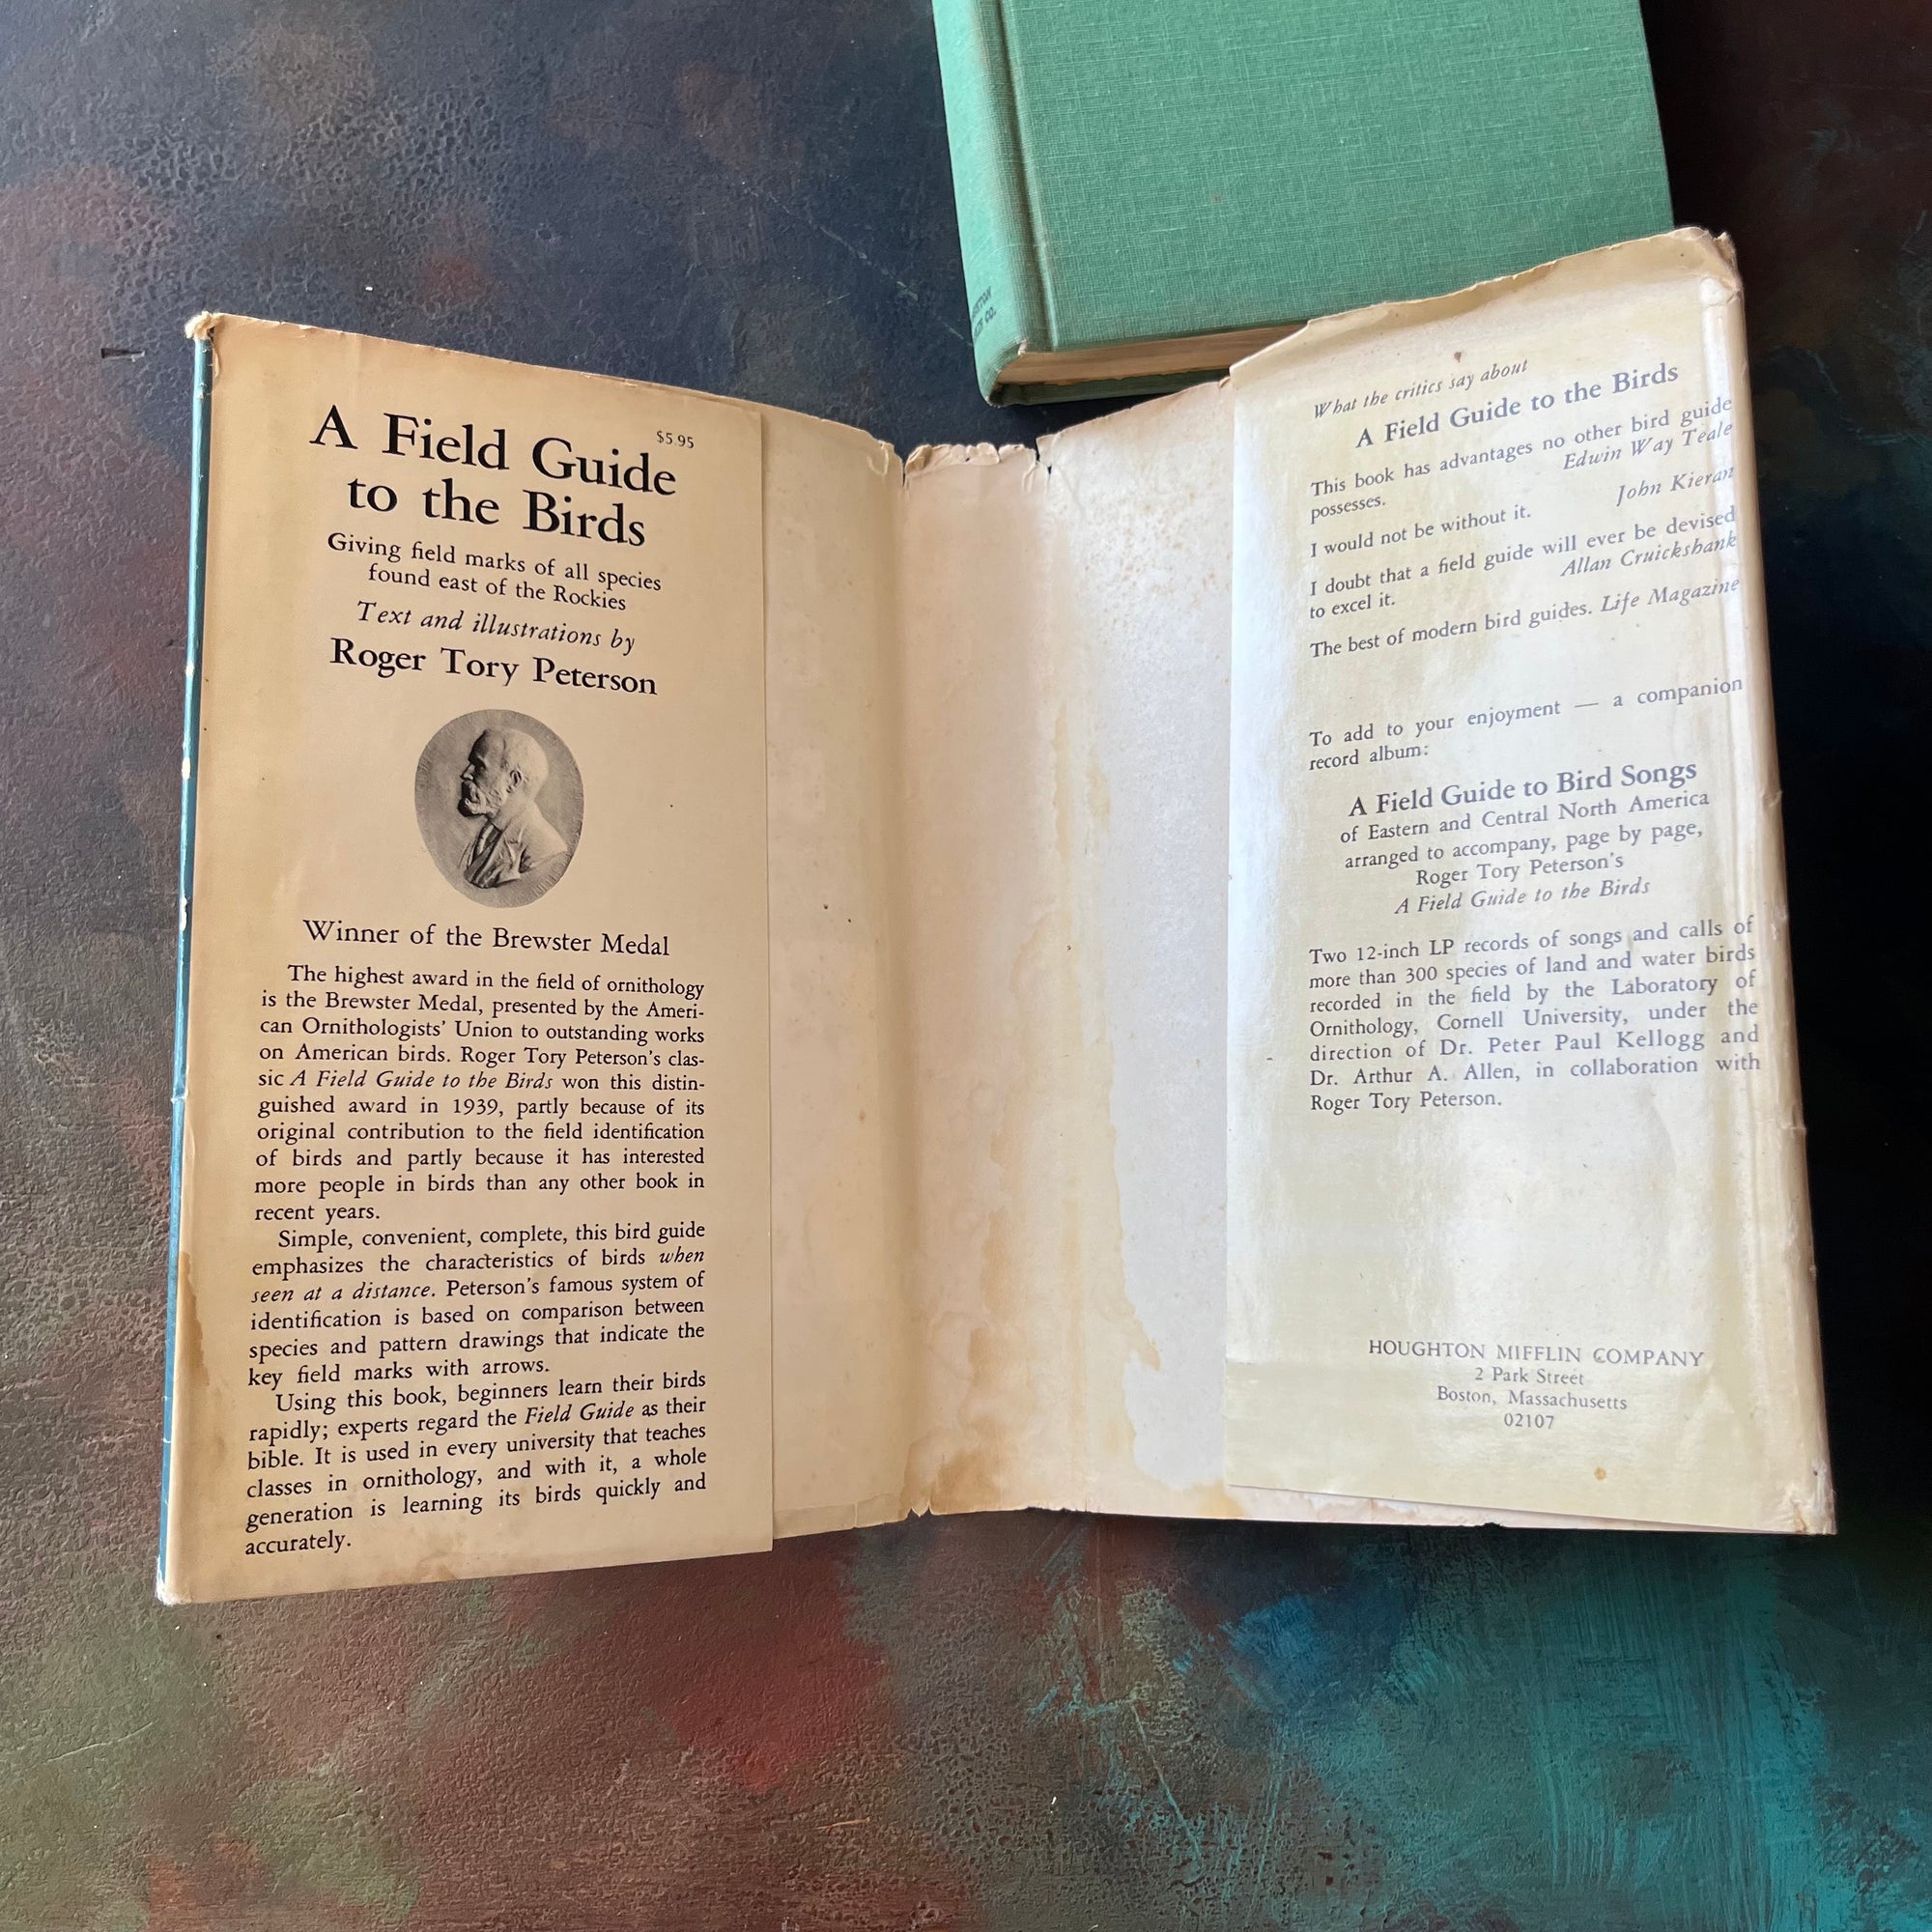 A Field Guide
$5.95
to the Birds
Giving field marks of all species
found east of the Rockies
Text and illustrations by
Roger Tory Peterson
Winner of the Brewster Medal
The highest award in the field of ornithology
is the Brewster Medal, presented by the Ameri-
can Ornithologists' Union to outstanding works
on American birds. Roger Tory Peterson's clas-
sic A Field Guide to the Birds won this distin-
guished award in 1939, partly because of its
original contribution to the field identification
of birds and partly because it has interested
more people in birds than any other book in
recent years.
Simple, convenient, complete, this bird guide
emphasizes the characteristics of birds when
seen at a distance. Peterson's famous system of
identification is based on comparison between
species and pattern drawings that indicate the
key field marks with arrows.
Using this book, beginners learn their birds
rapidly; experts regard the Field Guide as their
bible. It is used in every university that teaches
classes in ornithology, and with it, a whole
generation is learning its birds quickly and
accurately.
What the critics say about
A Field Guide to the Birds
This book has advantages no other bird guide
possesses. Edwin Way Teale
I would not be without it. John Kieran
I doubt that a field guide will ever be devised
to excel it. Allan Cruickshank
The best of modern bird guides. Life Magazine
To add to your enjoyment — a companion
record album:
A Field Guide to Bird Songs
of Eastern and Central North America
arranged to accompany, page by page,
Roger Tory Peterson's
A Field Guide to the Birds
Two 12-inch LP records of songs and calls of
more than 300 species of land and water birds
recorded in the field by the Laboratory of
Ornithology, Cornell University, under the
direction of Dr. Peter Paul Kellogg and
Dr. Arthur A. Allen, in collaboration with
Roger Tory Peterson.
HOUGHTON MIFFLIN COMPANY
2 Park Street
Boston, Massachusetts
02107